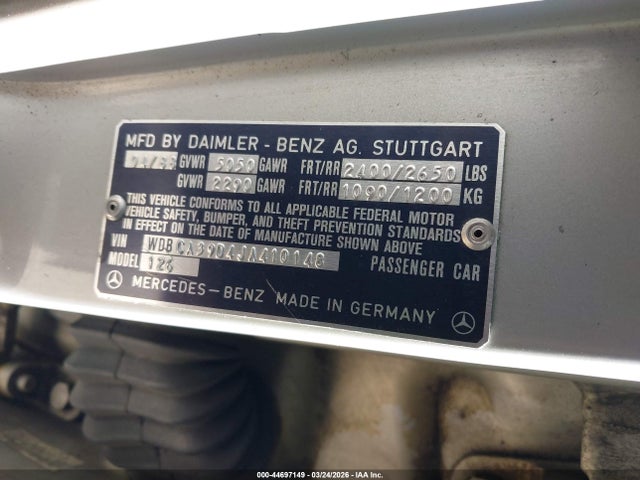 MFD BY DAIMLER - BENZ AG. STUTTGART
GVWR 5050 GAWR FRT/RR 2400/2650 LBS
GVWR 2290 GAWR FRT/RR 1090/1200 KG
THIS VEHICLE CONFORMS TO ALL APPLICABLE FEDERAL MOTOR
VEHICLE SAFETY, BUMPER, AND THEFT PREVENTION STANDARDS
IN EFFECT ON THE DATE OF MANUFACTURE SHOWN ABOVE.
VIN WDBCA39D4JA410148
MODEL 126 PASSENGER CAR
MERCEDES-BENZ MADE IN GERMANY
000-44697149 - 03/24/2026 - IAA Inc.